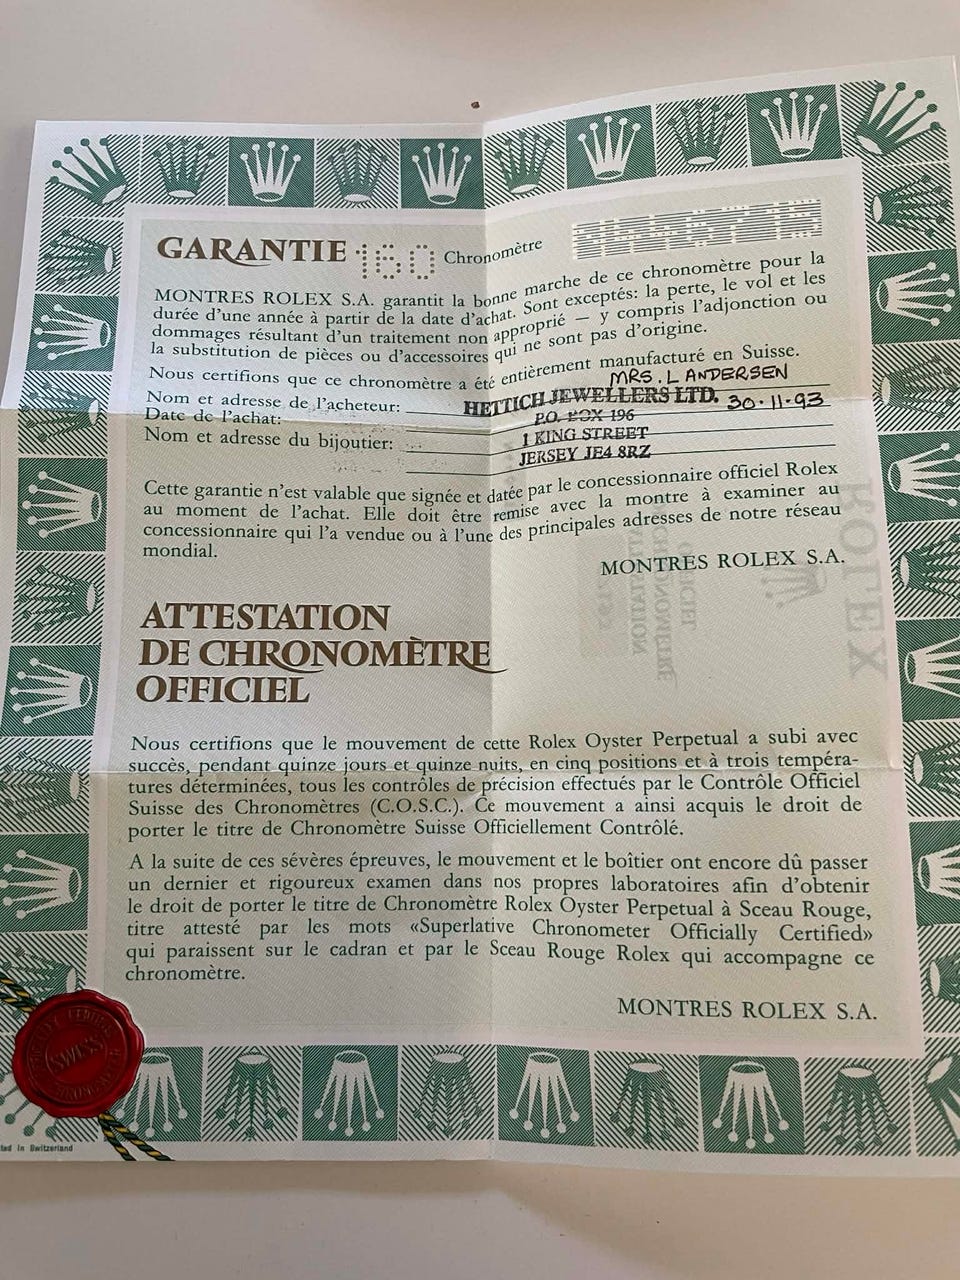 GARANTIE 160 Chronomètre
MONTRES ROLEX S.A. garantit la bonne marche de ce chronomètre pour la
durée d'une année à partir de la date d'achat. Sont exceptés: la perte, le vol et les
dommages résultant d'un traitement non approprié — y compris l'adjonction ou
la substitution de pièces ou d'accessoires qui ne sont pas d'origine.
Nous certifions que ce chronomètre a été entièrement manufacturé en Suisse.
MRS. L ANDERSEN
Nom et adresse de l'acheteur:
HETTICH JEWELLERS LTD. 30·11·93
Date de l'achat:
P.O. BOX 196
Nom et adresse du bijoutier:
1 KING STREET
JERSEY JE4 8RZ
Cette garantie n'est valable que signée et datée par le concessionnaire officiel Rolex
au moment de l'achat. Elle doit être remise avec la montre à examiner au
concessionnaire qui l'a vendue ou à l'une des principales adresses de notre réseau
mondial.
MONTRES ROLEX S.A.
ROLEX
ATTESTATION
DE CHRONOMÈTRE
OFFICIEL
ATTESTATION
DE CHRONOMÈTRE
OFFICIEL
Nous certifions que le mouvement de cette Rolex Oyster Perpetual a subi avec
succès, pendant quinze jours et quinze nuits, en cinq positions et à trois tempéra-
tures déterminées, tous les contrôles de précision effectués par le Contrôle Officiel
Suisse des Chronomètres (C.O.S.C.). Ce mouvement a ainsi acquis le droit de
porter le titre de Chronomètre Suisse Officiellement Contrôlé.
A la suite de ces sévères épreuves, le mouvement et le boîtier ont encore dû passer
un dernier et rigoureux examen dans nos propres laboratoires afin d'obtenir
le droit de porter le titre de Chronomètre Rolex Oyster Perpetual à Sceau Rouge,
titre attesté par les mots «Superlative Chronometer Officially Certified»
qui paraissent sur le cadran et par le Sceau Rouge Rolex qui accompagne ce
chronomètre.
MONTRES ROLEX S.A.
SWISS
in Switzerland